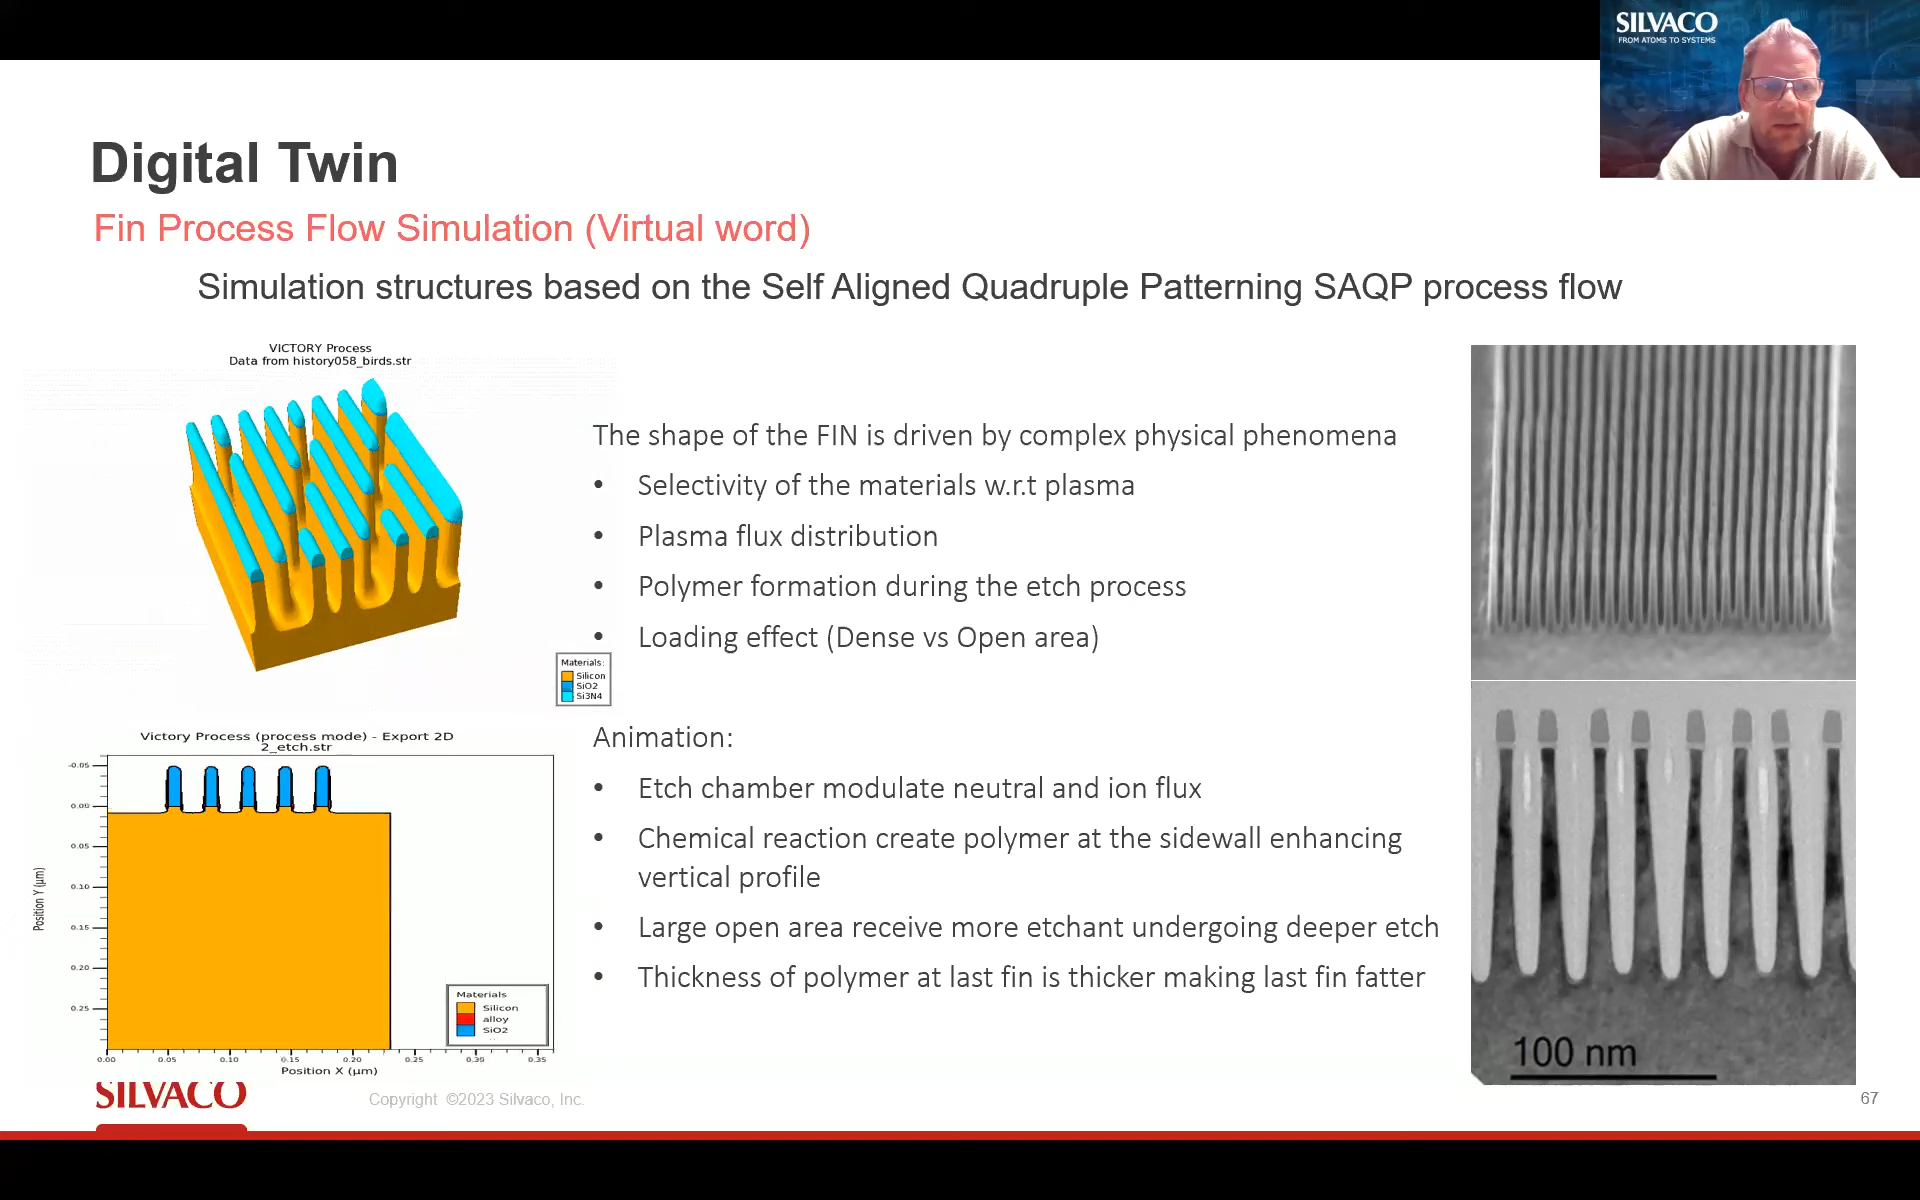 SILVACO
FROM ATOMS TO SYSTEMS
Digital Twin
Fin Process Flow Simulation (Virtual word)
Simulation structures based on the Self Aligned Quadruple Patterning SAQP process flow
VICTORY Process
Data from history058_birds.str
Materials:
Silicon
SiO2
Si3N4
The shape of the FIN is driven by complex physical phenomena
• Selectivity of the materials w.r.t plasma
• Plasma flux distribution
• Polymer formation during the etch process
• Loading effect (Dense vs Open area)
Victory Process (process mode) - Export 2D
2_etch.str
-0.05
0.00
0.05
0.10
0.15
0.20
0.25
Position Y (µm)
Materials
Silicon
alloy
SiO2
0.00 0.05 0.10 0.15 0.20 0.25 0.30 0.35
Position X (µm)
Animation:
• Etch chamber modulate neutral and ion flux
• Chemical reaction create polymer at the sidewall enhancing
vertical profile
• Large open area receive more etchant undergoing deeper etch
• Thickness of polymer at last fin is thicker making last fin fatter
100 nm
SILVACO
Copyright ©2023 Silvaco, Inc.
67